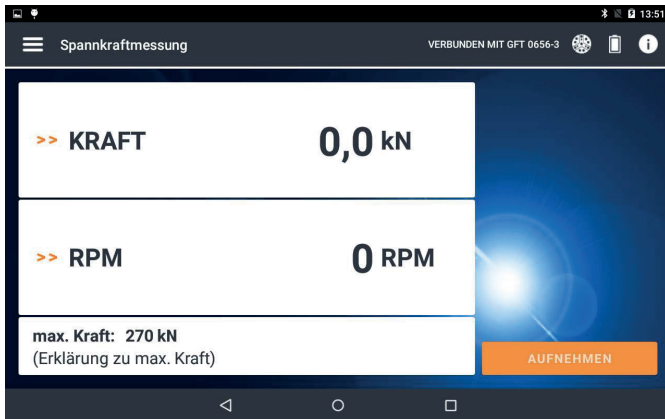 13:51
Spannkraftmessung
VERBUNDEN MIT GFT 0656-3
>> KRAFT 0,0 kN
>> RPM 0 RPM
max. Kraft: 270 kN
(Erklärung zu max. Kraft)
AUFNEHMEN